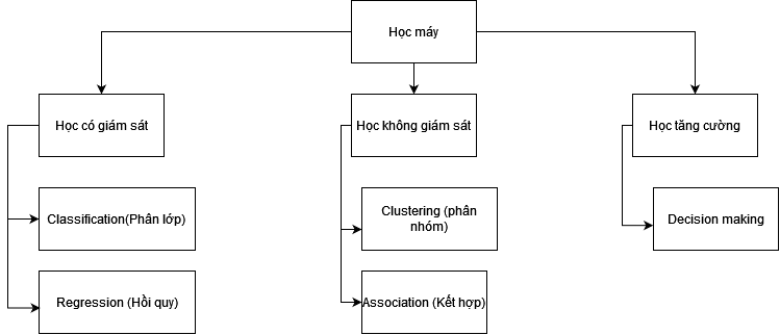 Học máy
Học có giám sát
Học không giám sát
Học tăng cường
Classification(Phân lớp)
Clustering (phân
nhóm)
Decision making
Regression (Hồi quy)
Association (Kết hợp)